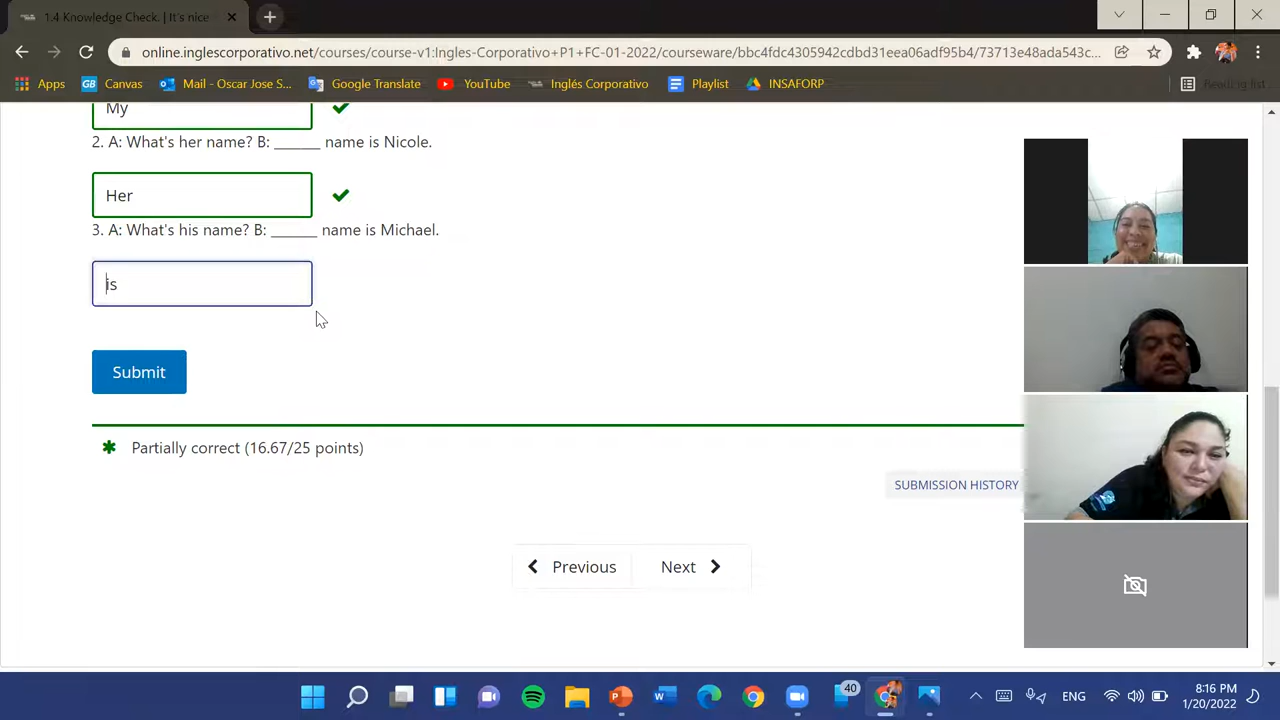 1.4 Knowledge Check. | It's nice
online.inglescorporativo.net/courses/course-v1:Ingles-Corporativo+P1+FC-01-2022/courseware/bbc4fdc4305942cdbd31eea06adf95b4/73713e48ada543c...
Apps Canvas Mail - Oscar Jose S... Google Translate YouTube Inglés Corporativo Playlist INSAFORP Reading list
My
2. A: What's her name? B: ______ name is Nicole.
Her
3. A: What's his name? B: ______ name is Michael.
is
Submit
Partially correct (16.67/25 points)
SUBMISSION HISTORY
Previous Next
40
ENG
8:16 PM
1/20/2022